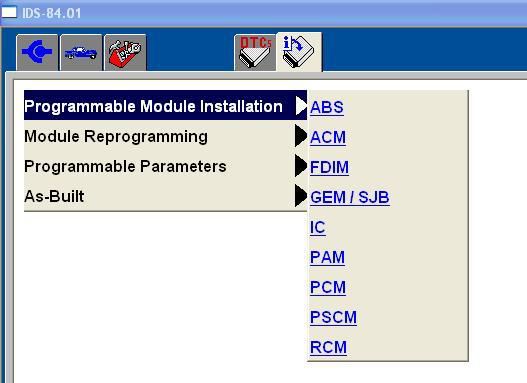 IDS-84.01
DTCs
i
Programmable Module Installation
Module Reprogramming
Programmable Parameters
As-Built
ABS
ACM
FDIM
GEM / SJB
IC
PAM
PCM
PSCM
RCM